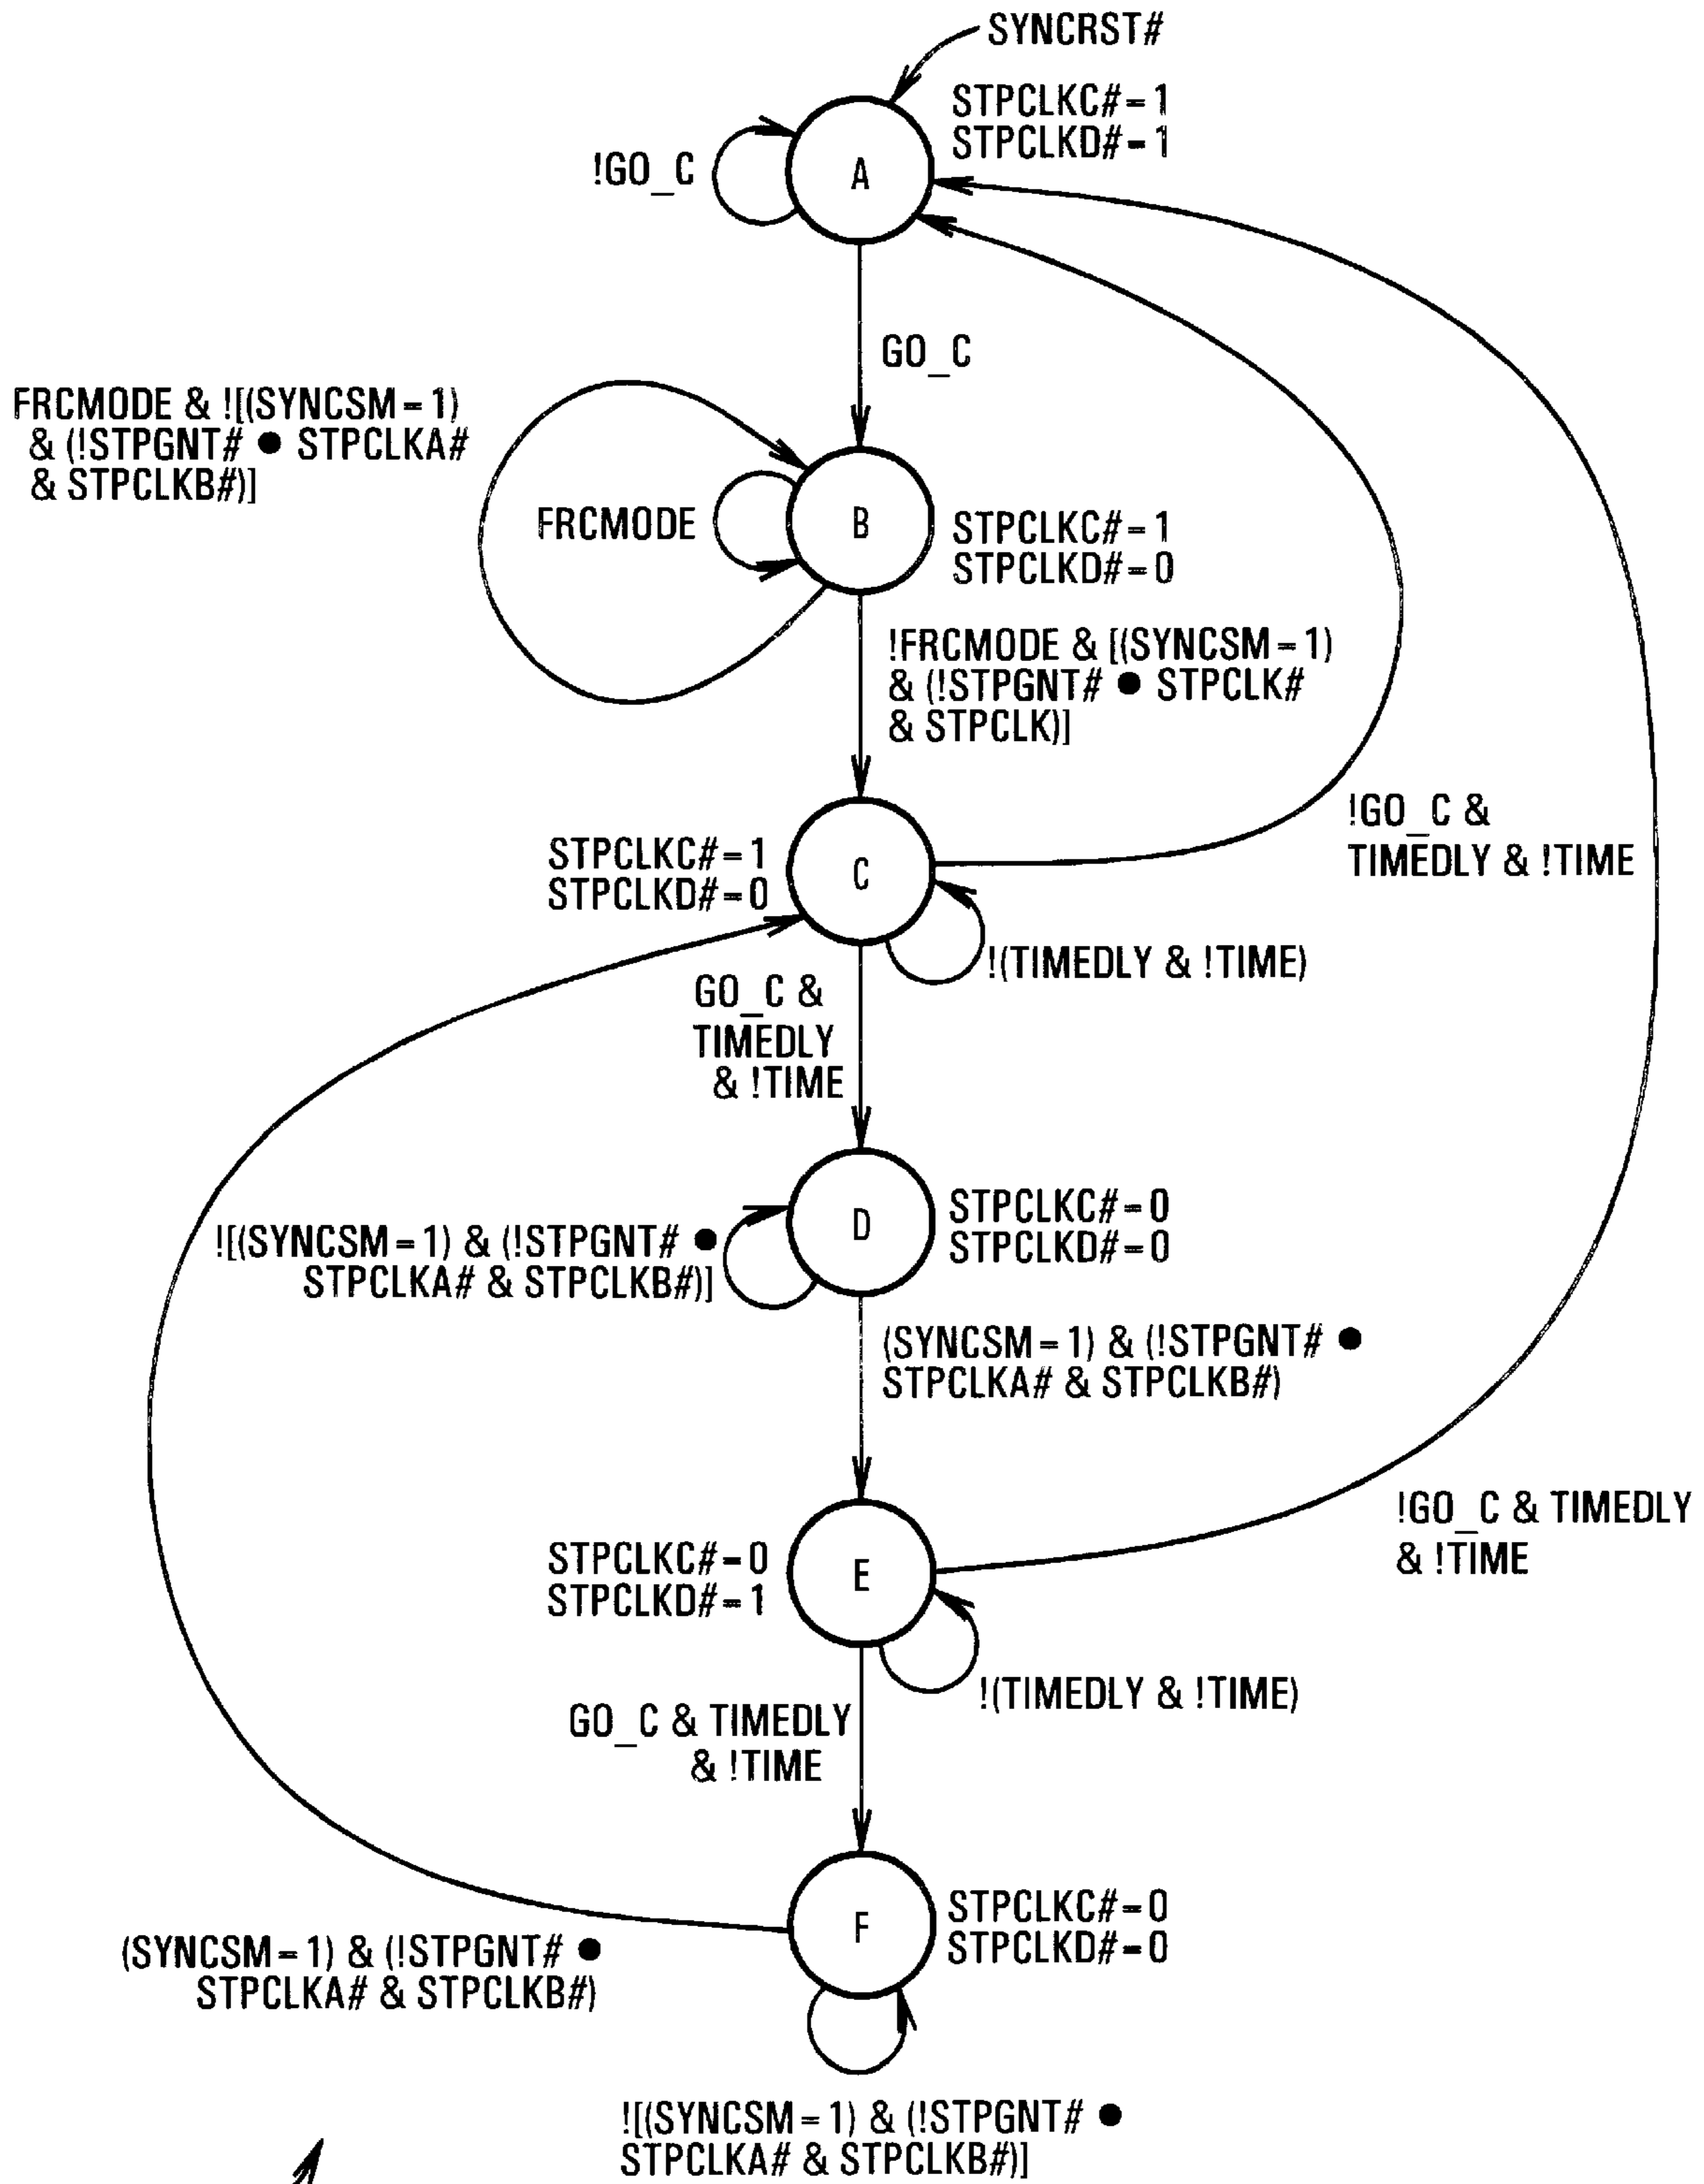 SYNCRST#
STPCLKC#=1
STPCLKD#=1
!GO_C
A
GO_C
FRCMODE & ![(SYNCSM=1)
& (!STPGNT# ● STPCLKA#
& STPCLKB#)]
FRCMODE
B
STPCLKC#=1
STPCLKD#=0
!FRCMODE & [(SYNCSM=1)
& (!STPGNT# ● STPCLK#
& STPCLK)]
!GO_C &
TIMEDLY & !TIME
STPCLKC#=1
STPCLKD#=0
C
!(TIMEDLY & !TIME)
GO_C &
TIMEDLY
& !TIME
D
STPCLKC#=0
STPCLKD#=0
![(SYNCSM=1) & (!STPGNT# ●
STPCLKA# & STPCLKB#)]
(SYNCSM=1) & (!STPGNT# ●
STPCLKA# & STPCLKB#)
!GO_C & TIMEDLY
& !TIME
STPCLKC#=0
STPCLKD#=1
E
!(TIMEDLY & !TIME)
GO_C & TIMEDLY
& !TIME
F
STPCLKC#=0
STPCLKD#=0
(SYNCSM=1) & (!STPGNT# ●
STPCLKA# & STPCLKB#)
![(SYNCSM=1) & (!STPGNT# ●
STPCLKA# & STPCLKB#)]